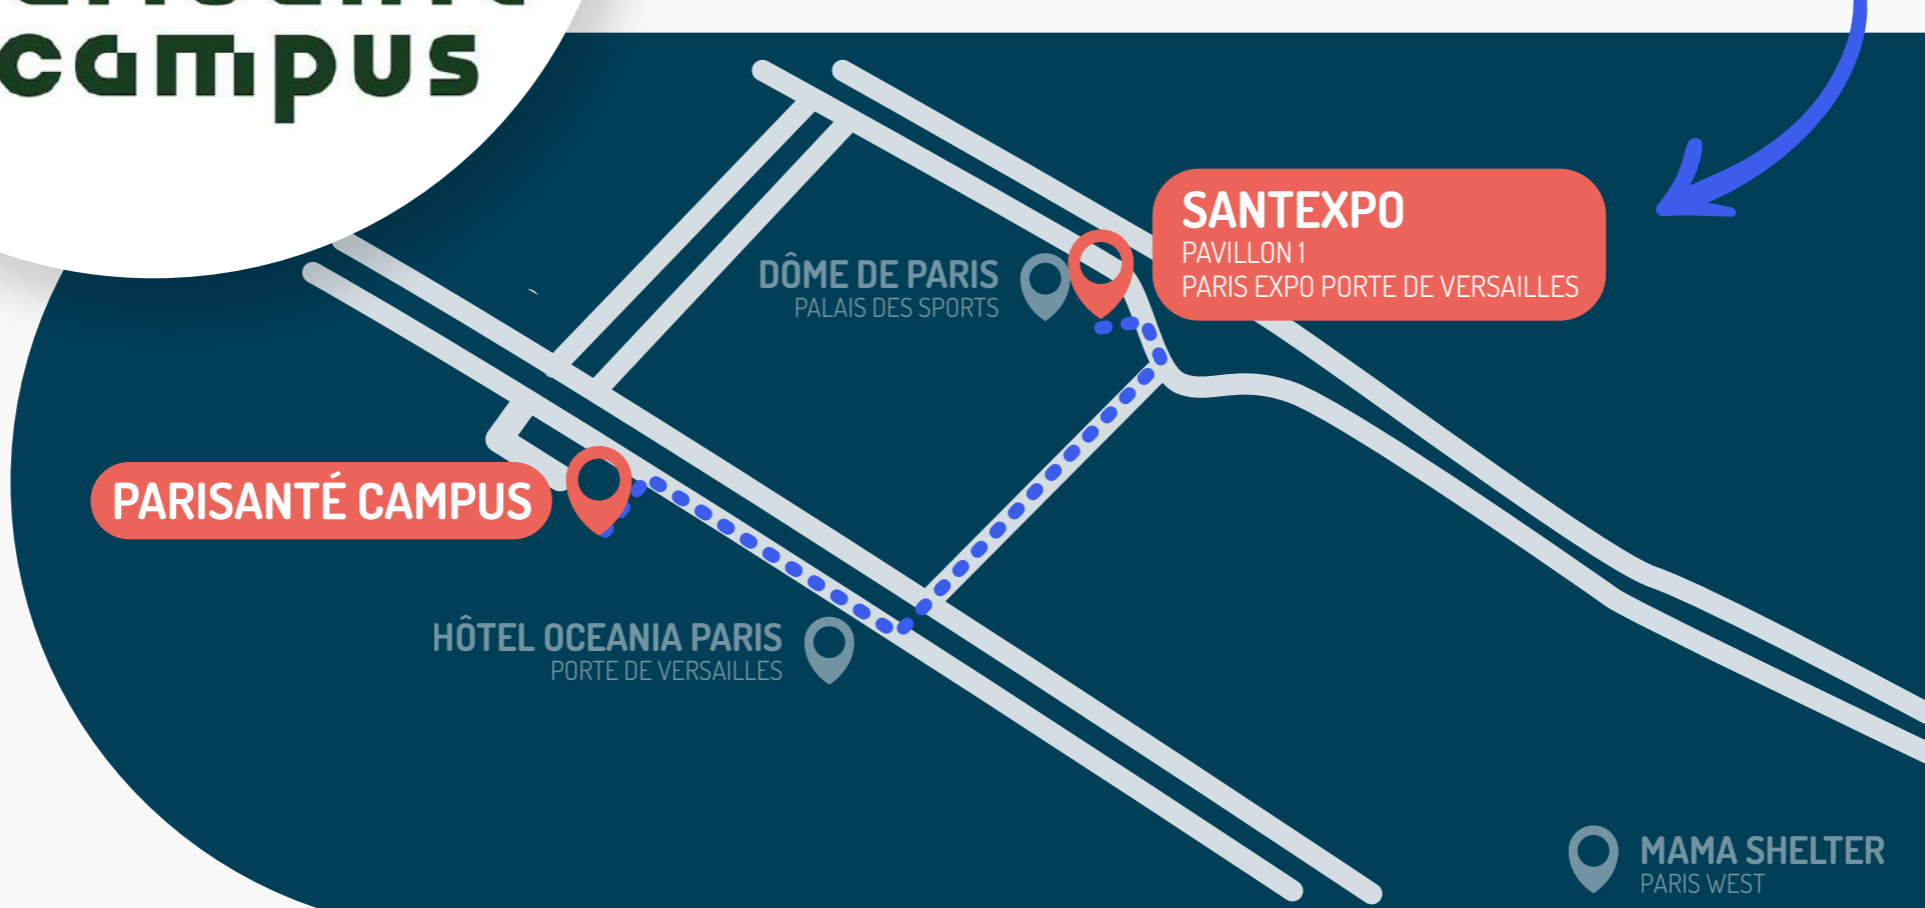 campus
SANTEXPO
PAVILLON 1
PARIS EXPO PORTE DE VERSAILLES
DÔME DE PARIS
PALAIS DES SPORTS
PARISANTÉ CAMPUS
HÔTEL OCEANIA PARIS
PORTE DE VERSAILLES
MAMA SHELTER
PARIS WEST